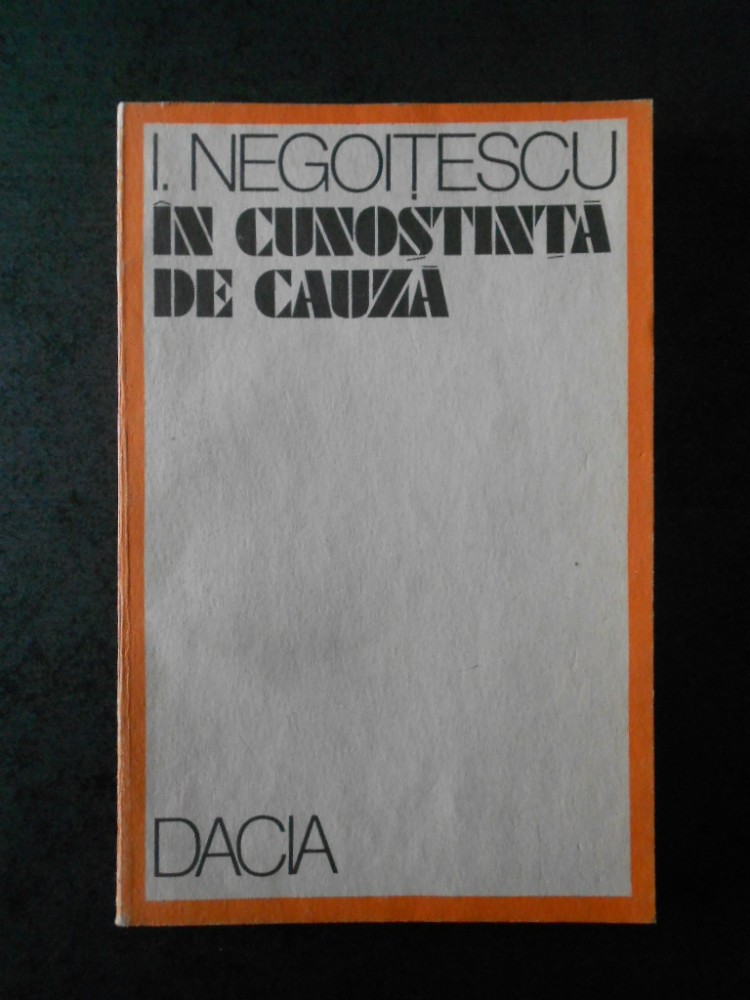 I. NEGOIȚESCU
ÎN CUNOȘTINȚĂ
DE CAUZĂ
DACIA